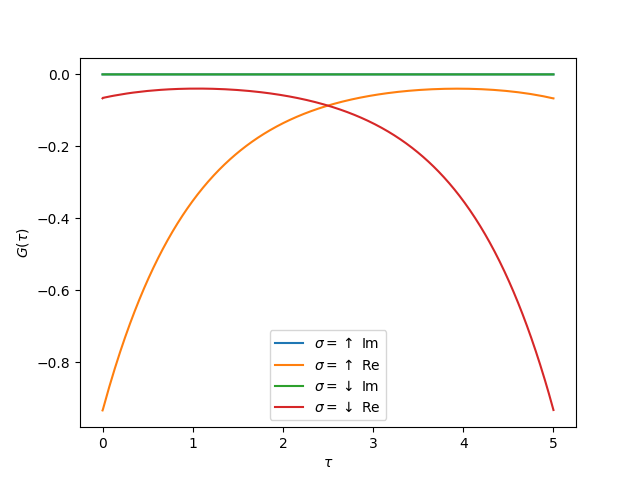 0.0
−0.2
−0.4
−0.6
−0.8
G(τ)
σ = ↑ Im
σ = ↑ Re
σ = ↓ Im
σ = ↓ Re
0 1 2 3 4 5
τ